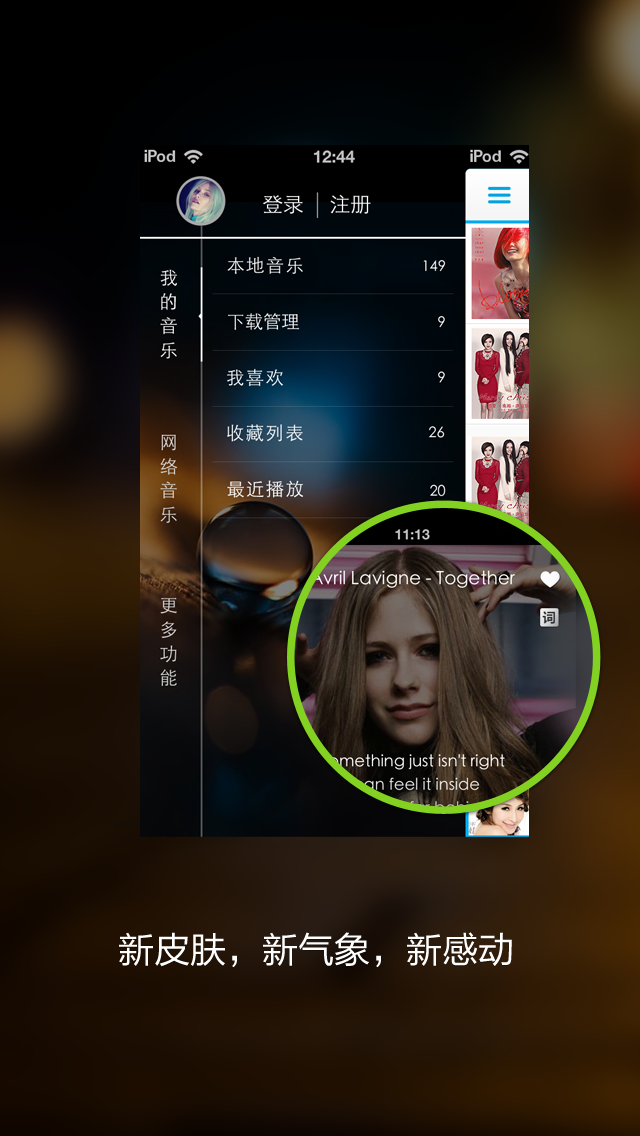 iPod 12:44 iPod
登录 注册
我的音乐
本地音乐 149
下载管理 9
我喜欢 9
收藏列表 26
最近播放 20
网络音乐
更多功能
11:13
Avril Lavigne - Together
词
omething just isn't right
an feel it inside
新皮肤，新气象，新感动